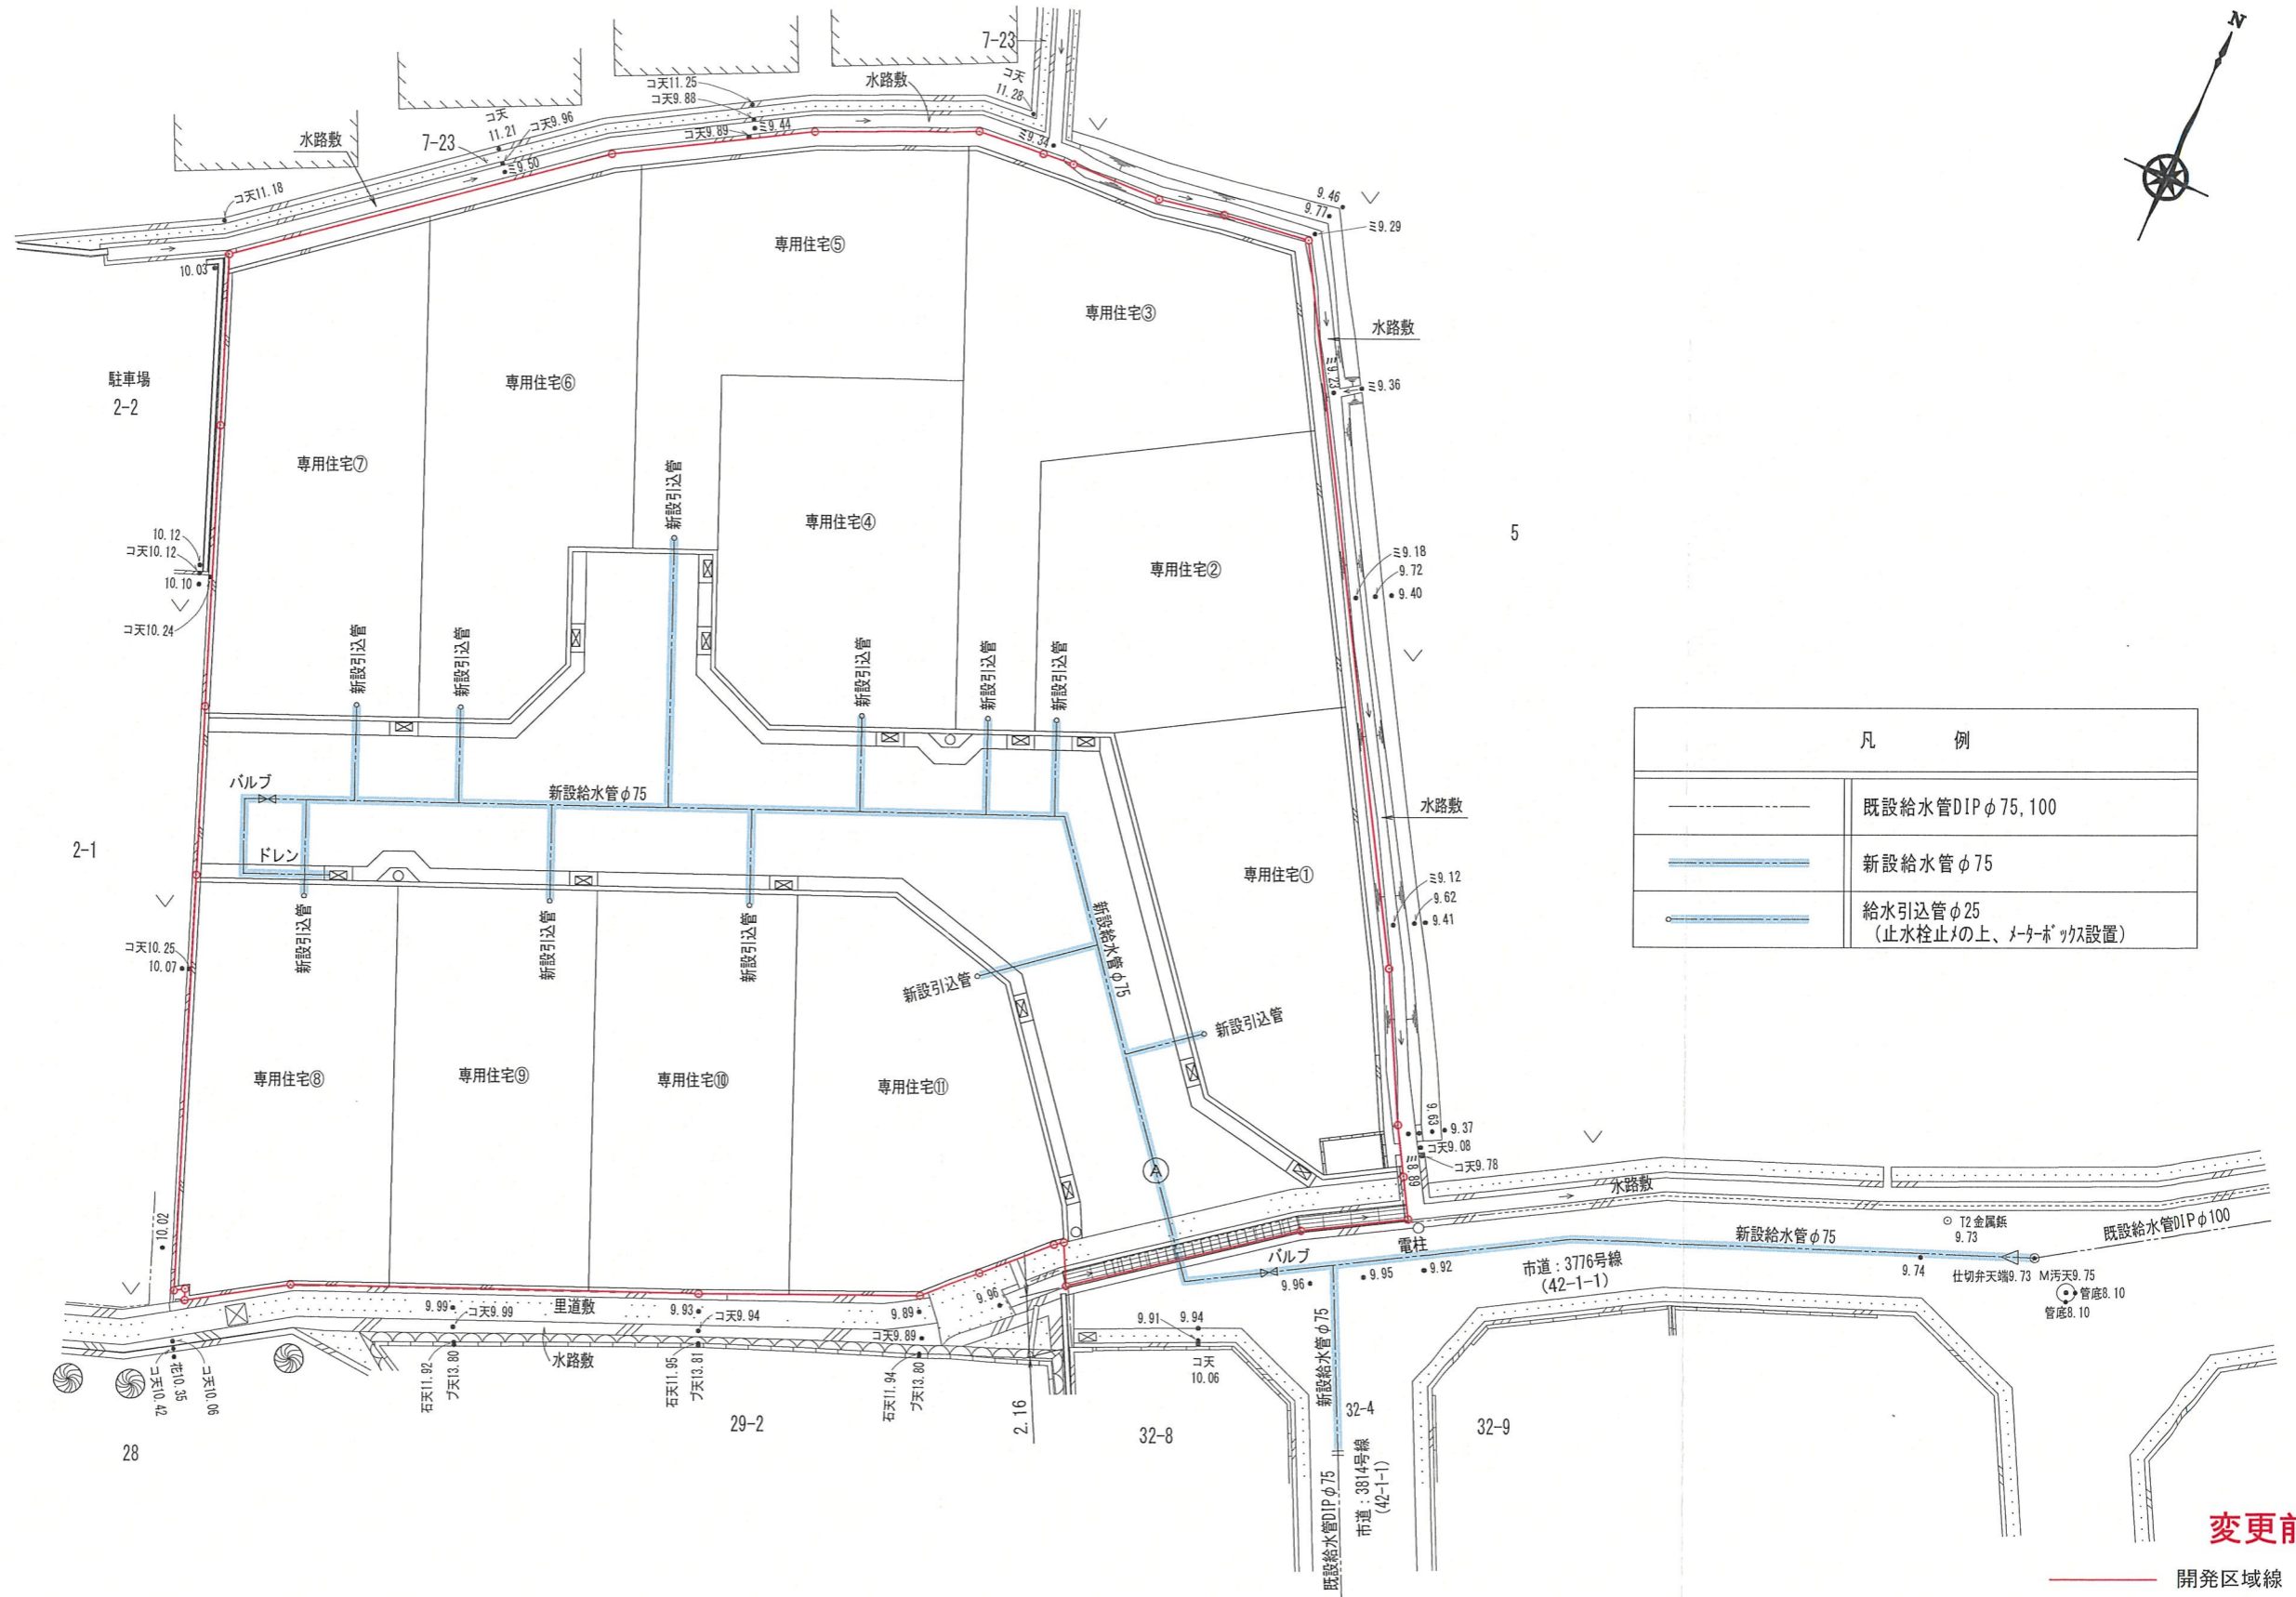 N
7-23
コ天
11.28
水路敷
コ天11.25
コ天9.88
コ天9.89
ミ9.44
ミ9.34
コ天
11.21
コ天9.96
7-23
ミ9.50
水路敷
コ天11.18
10.03
9.46
9.77
ミ9.29
水路敷
ミ9.23
ミ9.36
駐車場
2-2
専用住宅⑤
専用住宅③
専用住宅⑥
専用住宅⑦
専用住宅④
専用住宅②
5
10.12
コ天10.12
10.10
コ天10.24
ミ9.18
9.72
9.40
新設引込管
新設引込管
新設引込管
新設引込管
新設引込管
新設引込管
バルブ
新設給水管φ75
ドレン
2-1
水路敷
凡 例
既設給水管DIPφ75,100
新設給水管φ75
給水引込管φ25
(止水栓止メの上、メーターボックス設置)
専用住宅①
ミ9.12
9.62
9.41
新設給水管φ75
新設引込管
新設引込管
新設引込管
新設引込管
新設引込管
コ天10.25
10.07
専用住宅⑧
専用住宅⑨
専用住宅⑩
専用住宅⑪
A
9.63
9.37
コ天9.08
コ天9.78
ミ8.89
水路敷
10.02
バルブ
電柱
9.96
9.95
9.92
市道：3776号線
(42-1-1)
新設給水管φ75
T2金属鋲
9.73
既設給水管DIPφ100
9.74
仕切弁天端9.73
M汚天9.75
管底8.10
管底8.10
9.99
コ天9.99
里道敷
9.93
コ天9.94
9.89
コ天9.89
9.96
水路敷
9.91
9.94
コ天
10.06
コ天10.42
花10.35
コ天10.06
石天11.92
ブ天13.80
石天11.95
ブ天13.81
石天11.94
ブ天13.80
2.16
新設給水管φ75
28
29-2
32-8
32-4
32-9
既設給水管DIPφ75
市道：3814号線
(42-1-1)
変更前
開発区域線